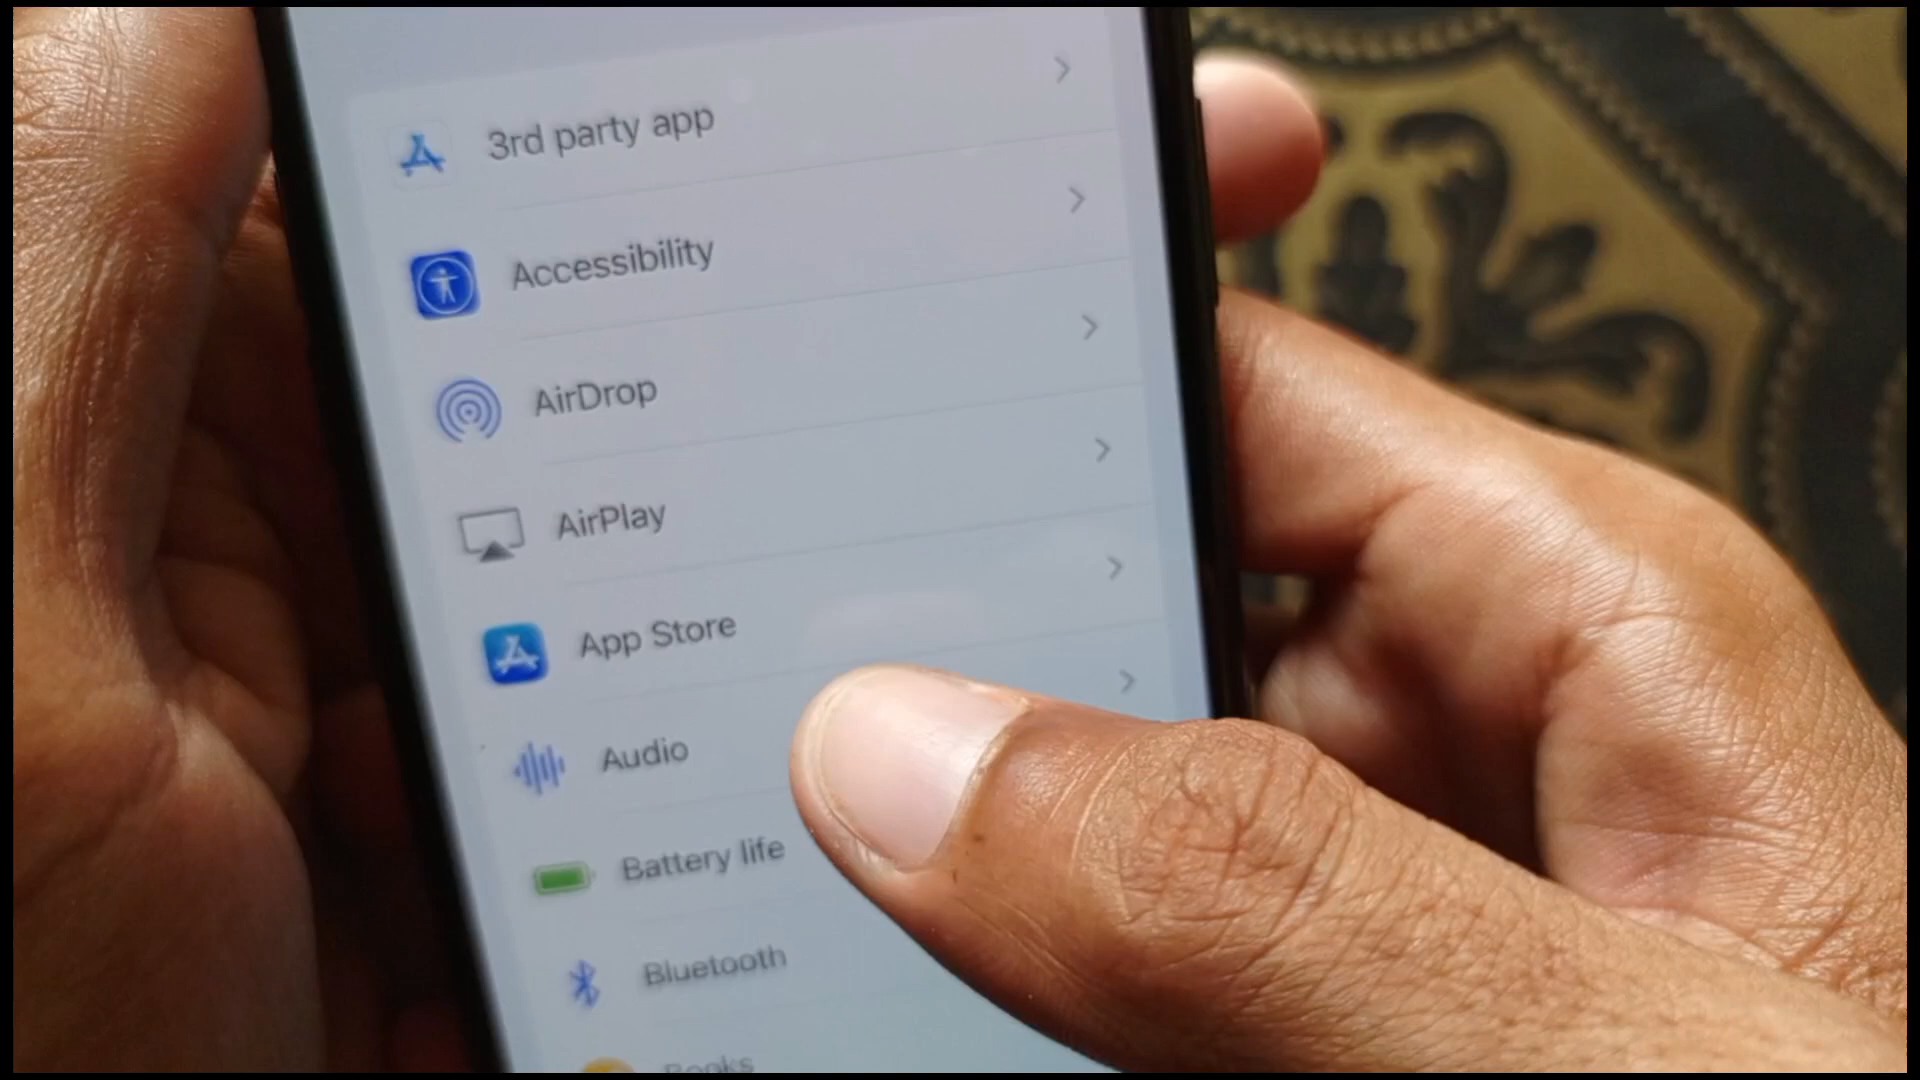 3rd party app
Accessibility
AirDrop
AirPlay
App Store
Audio
Battery life
Bluetooth
Books